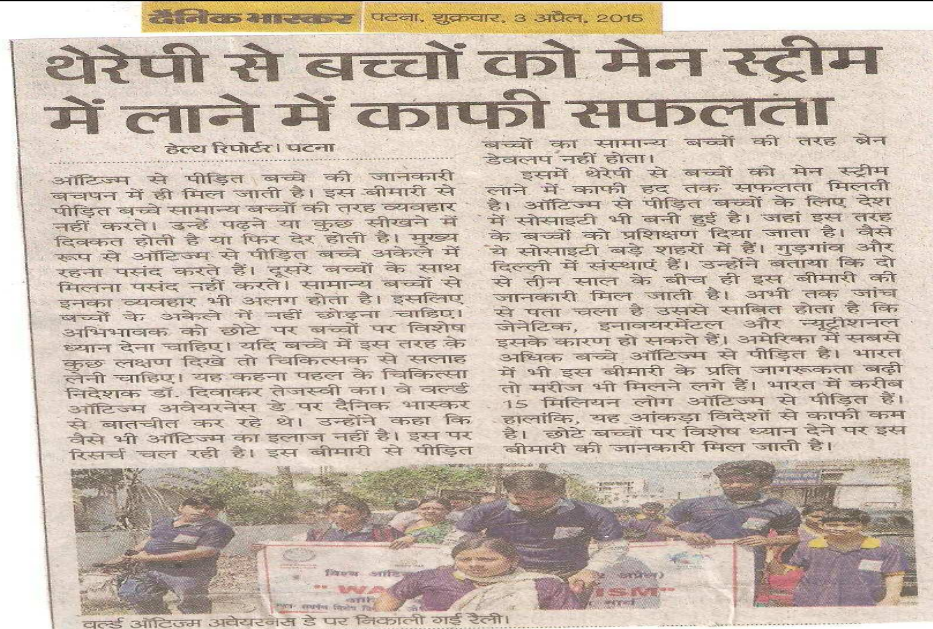 दैनिक भास्कर
पटना, शुक्रवार, 3 अप्रैल, 2015
थेरेपी से बच्चों को मेन स्ट्रीम
में लाने में काफी सफलता
हेल्थ रिपोर्टर। पटना
ऑटिज्म से पीड़ित बच्चे की जानकारी
बचपन में ही मिल जाती है। इस बीमारी से
पीड़ित बच्चे सामान्य बच्चों की तरह व्यवहार
नहीं करते। उन्हें पढ़ने या कुछ सीखने में
दिक्कत होती है या फिर देर होती है। मुख्य
रूप से ऑटिज्म से पीड़ित बच्चे अकेले में
रहना पसंद करते हैं। दूसरे बच्चों के साथ
मिलना पसंद नहीं करते। सामान्य बच्चों से
इनका व्यवहार भी अलग होता है। इसलिए
बच्चों के अकेले में नहीं छोड़ना चाहिए।
अभिभावक को छोटे पर बच्चों पर विशेष
ध्यान देना चाहिए। यदि बच्चे में इस तरह के
कुछ लक्षण दिखे तो चिकित्सक से सलाह
लेनी चाहिए। यह कहना पहल के चिकित्सा
निदेशक डॉ. दिवाकर तेजस्वी का। वे वर्ल्ड
ऑटिज्म अवेयरनेस डे पर दैनिक भास्कर
से बातचीत कर रहे थे। उन्होंने कहा कि
वैसे भी ऑटिज्म का इलाज नहीं है। इस पर
रिसर्च चल रही है। इस बीमारी से पीड़ित
बच्चों का सामान्य बच्चों की तरह ब्रेन
डेवलप नहीं होता।
इसमें थेरेपी से बच्चों को मेन स्ट्रीम
लाने में काफी हद तक सफलता मिलती
है। ऑटिज्म से पीड़ित बच्चों के लिए देश
में सोसाइटी भी बनी हुई है। जहां इस तरह
के बच्चों को प्रशिक्षण दिया जाता है। वैसे
ये सोसाइटी बड़े शहरों में हैं। गुड़गांव और
दिल्ली में संस्थाएं हैं। उन्होंने बताया कि दो
से तीन साल के बीच ही इस बीमारी की
जानकारी मिल जाती है। अभी तक जांच
से पता चला है उससे साबित होता है कि
जेनेटिक, इनावयरमेंटल और न्यूट्रीशनल
इसके कारण हो सकते हैं। अमेरिका में सबसे
अधिक बच्चे ऑटिज्म से पीड़ित है। भारत
में भी इस बीमारी के प्रति जागरूकता बढ़ी
तो मरीज भी मिलने लगे हैं। भारत में करीब
15 मिलियन लोग ऑटिज्म से पीड़ित हैं।
हालांकि, यह आंकड़ा विदेशों से काफी कम
है। छोटे बच्चों पर विशेष ध्यान देने पर इस
बीमारी की जानकारी मिल जाती है।
विश्व
अप्रैल)
वर्ल्ड ऑटिज्म अवेयरनेस डे पर निकाली गई रैली।